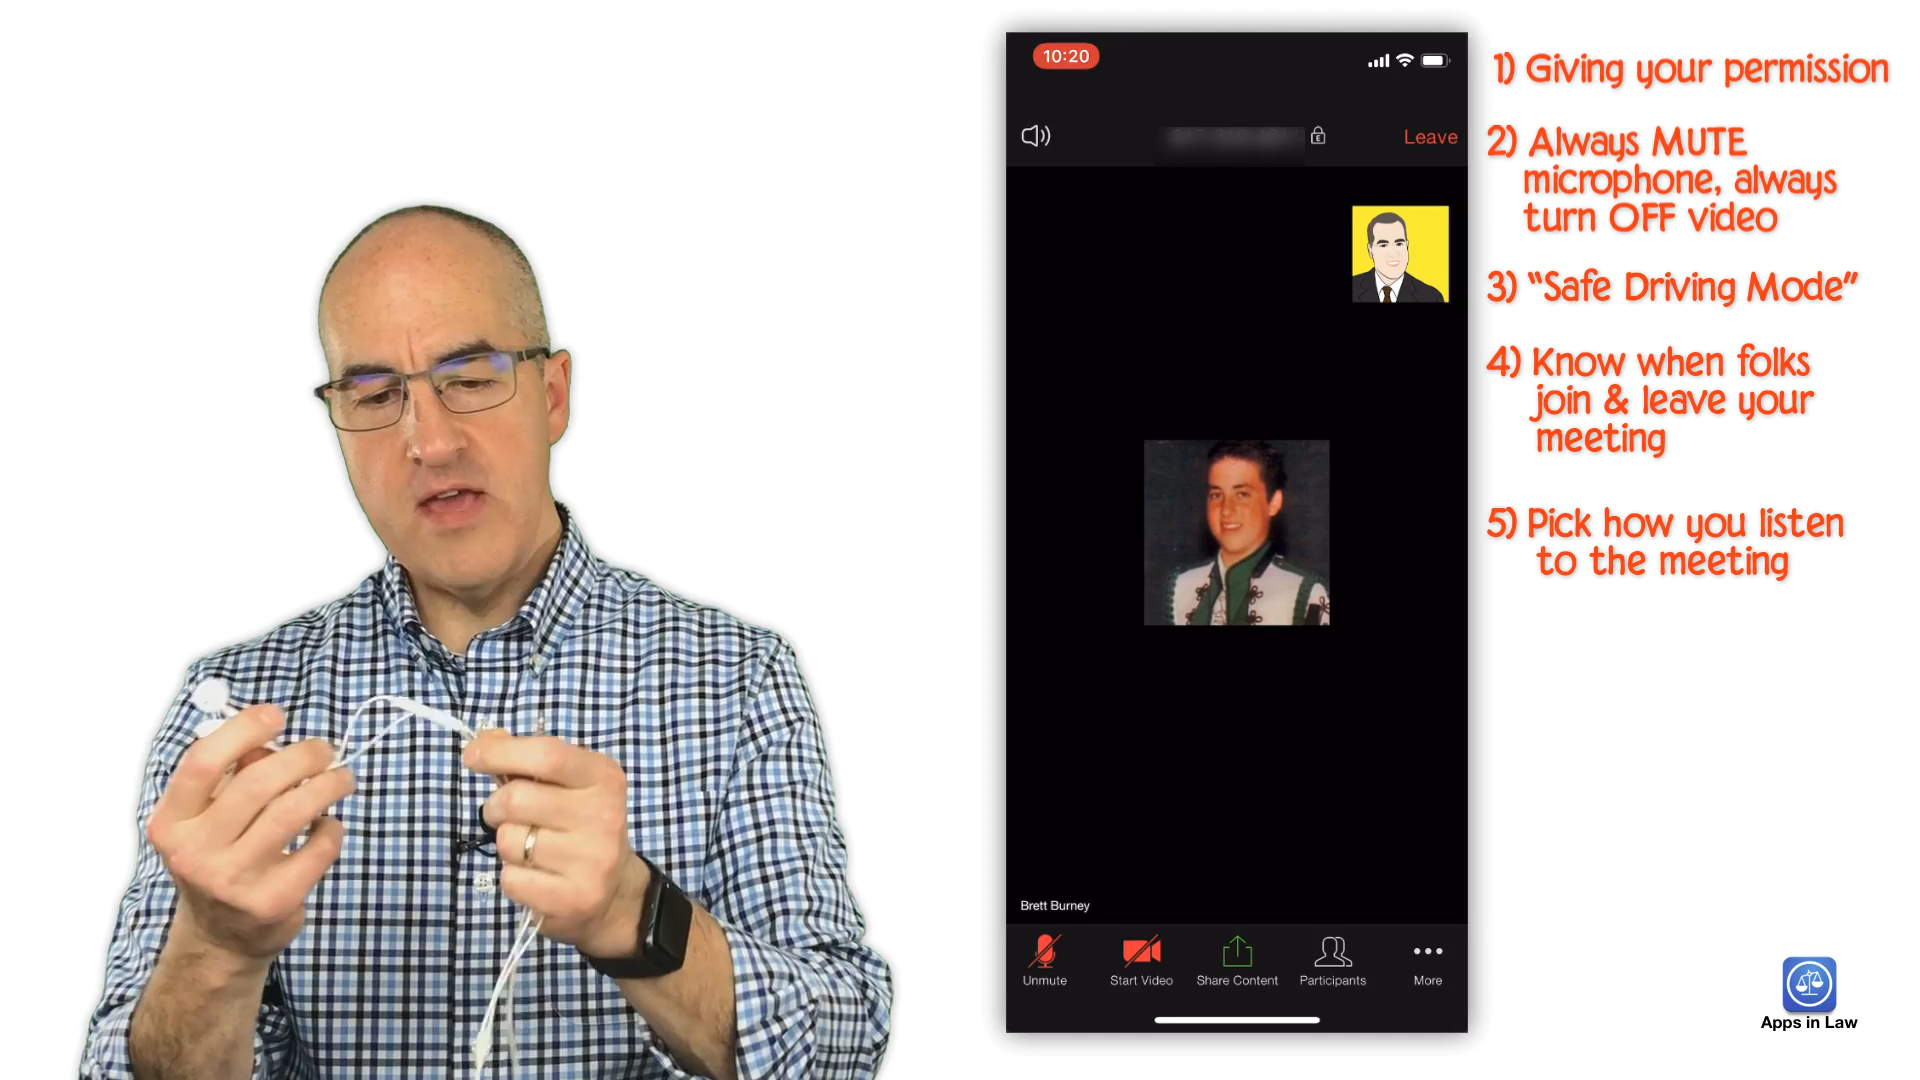 10:20
Leave
Brett Burney
Unmute
Start Video
Share Content
Participants
More
1) Giving your permission
2) Always MUTE
microphone, always
turn OFF video
3) “Safe Driving Mode”
4) Know when folks
join & leave your
meeting
5) Pick how you listen
to the meeting
Apps in Law